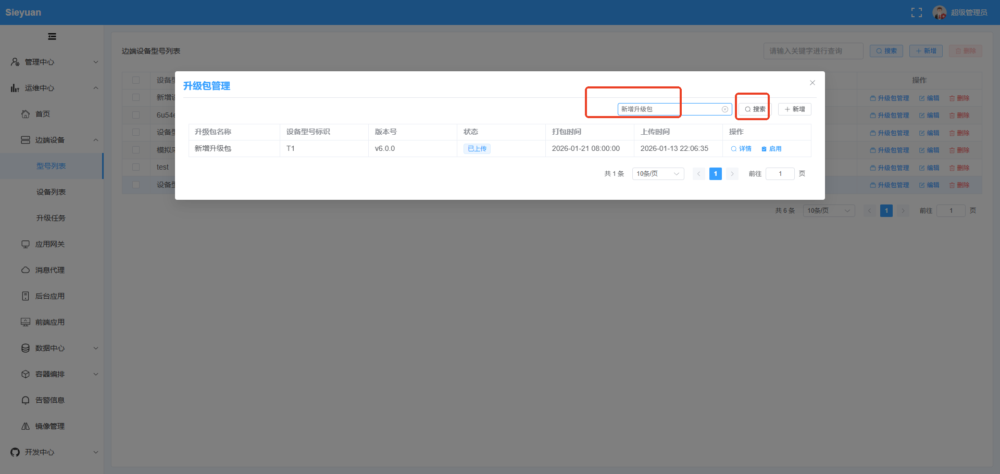 Sieyuan
超级管理员
管理中心
运维中心
首页
边端设备
型号列表
设备列表
升级任务
应用网关
消息代理
后台应用
前端应用
数据中心
容器编排
告警信息
镜像管理
开发中心
边端设备型号列表
请输入关键字进行查询
搜索
新增
删除
设备型
操作
新增设
升级包管理 编辑 删除
6u54e
升级包管理 编辑 删除
设备型
升级包管理 编辑 删除
模拟采
升级包管理 编辑 删除
test
升级包管理 编辑 删除
设备型
升级包管理 编辑 删除
共 6 条 10条/页 1 前往 1 页
升级包管理
新增升级包
搜索
新增
升级包名称 设备型号标识 版本号 状态 打包时间 上传时间 操作
新增升级包 T1 v6.0.0 已上传 2026-01-21 08:00:00 2026-01-13 22:06:35 详情 启用
共 1 条 10条/页 1 前往 1 页